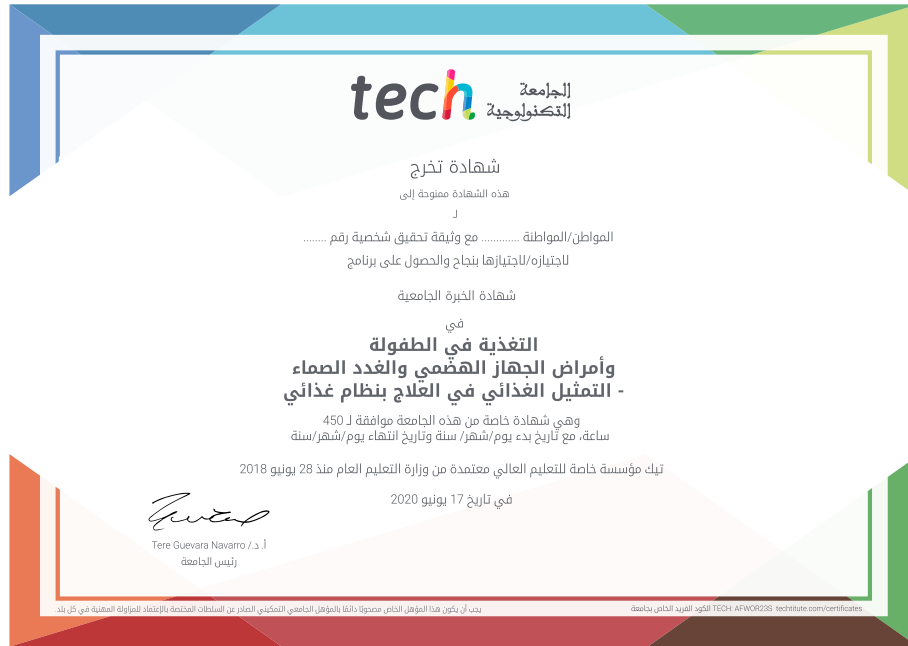 tech الجامعة
التكنولوجية
شهادة تخرج
هذه الشهادة ممنوحة إلى
لـ
المواطن/المواطنة ............. مع وثيقة تحقيق شخصية رقم ........
لاجتيازه/لاجتيازها بنجاح والحصول على برنامج
شهادة الخبرة الجامعية
في
التغذية في الطفولة
وأمراض الجهاز الهضمي والغدد الصماء
- التمثيل الغذائي في العلاج بنظام غذائي
وهي شهادة خاصة من هذه الجامعة موافقة لـ 450
ساعة، مع تاريخ بدء يوم/شهر/ سنة وتاريخ انتهاء يوم/شهر/سنة
تيك مؤسسة خاصة للتعليم العالي معتمدة من وزارة التعليم العام منذ 28 يونيو 2018
في تاريخ 17 يونيو 2020
أ. د./ Tere Guevara Navarro
رئيس الجامعة
يجب أن يكون هذا المؤهل الخاص مصحوبًا دائمًا بالمؤهل الجامعي التمكيني الصادر عن السلطات المختصة بالإعتماد للمزاولة المهنية في كل بلد.
الكود الفريد الخاص بجامعة TECH: AFWOR23S techtitute.com/certificates